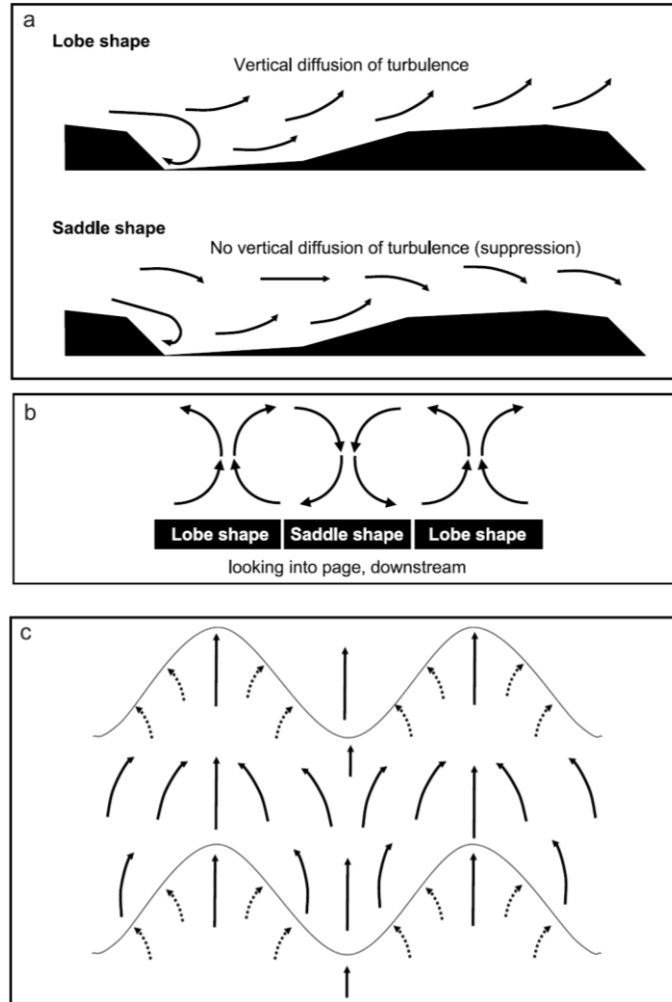 a
Lobe shape
Vertical diffusion of turbulence
Saddle shape
No vertical diffusion of turbulence (suppression)
b
Lobe shape Saddle shape Lobe shape
looking into page, downstream
c